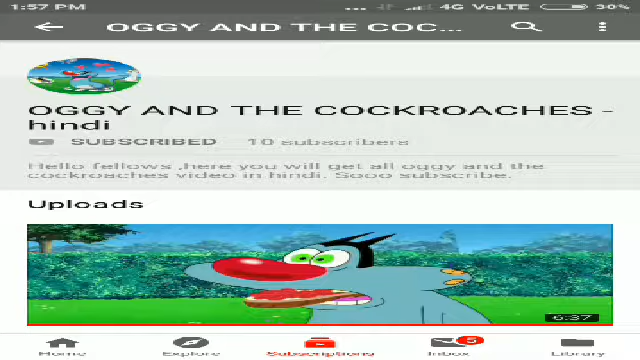 1:57 PM 4G VoLTE 30%
OGGY AND THE COC...
OGGY AND THE COCKROACHES -
hindi
SUBSCRIBED 10 subscribers
Hello fellows ,here you will get all oggy and the
cockroaches video in hindi. Sooo subscribe.
Uploads
6:37
Home Explore Subscriptions Inbox 5 Library